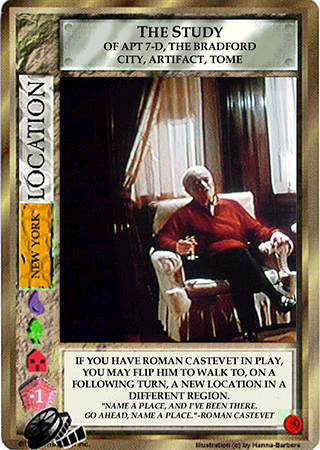 THE STUDY
OF APT 7-D, THE BRADFORD
CITY, ARTIFACT, TOME
LOCATION
NEW YORK
-1
IF YOU HAVE ROMAN CASTEVET IN PLAY,
YOU MAY FLIP HIM TO WALK TO, ON A
FOLLOWING TURN, A NEW LOCATION IN A
DIFFERENT REGION.
"NAME A PLACE, AND I'VE BEEN THERE.
GO AHEAD, NAME A PLACE."-ROMAN CASTEVET
Inc.
Illustration (c) by Hanna-Barbera